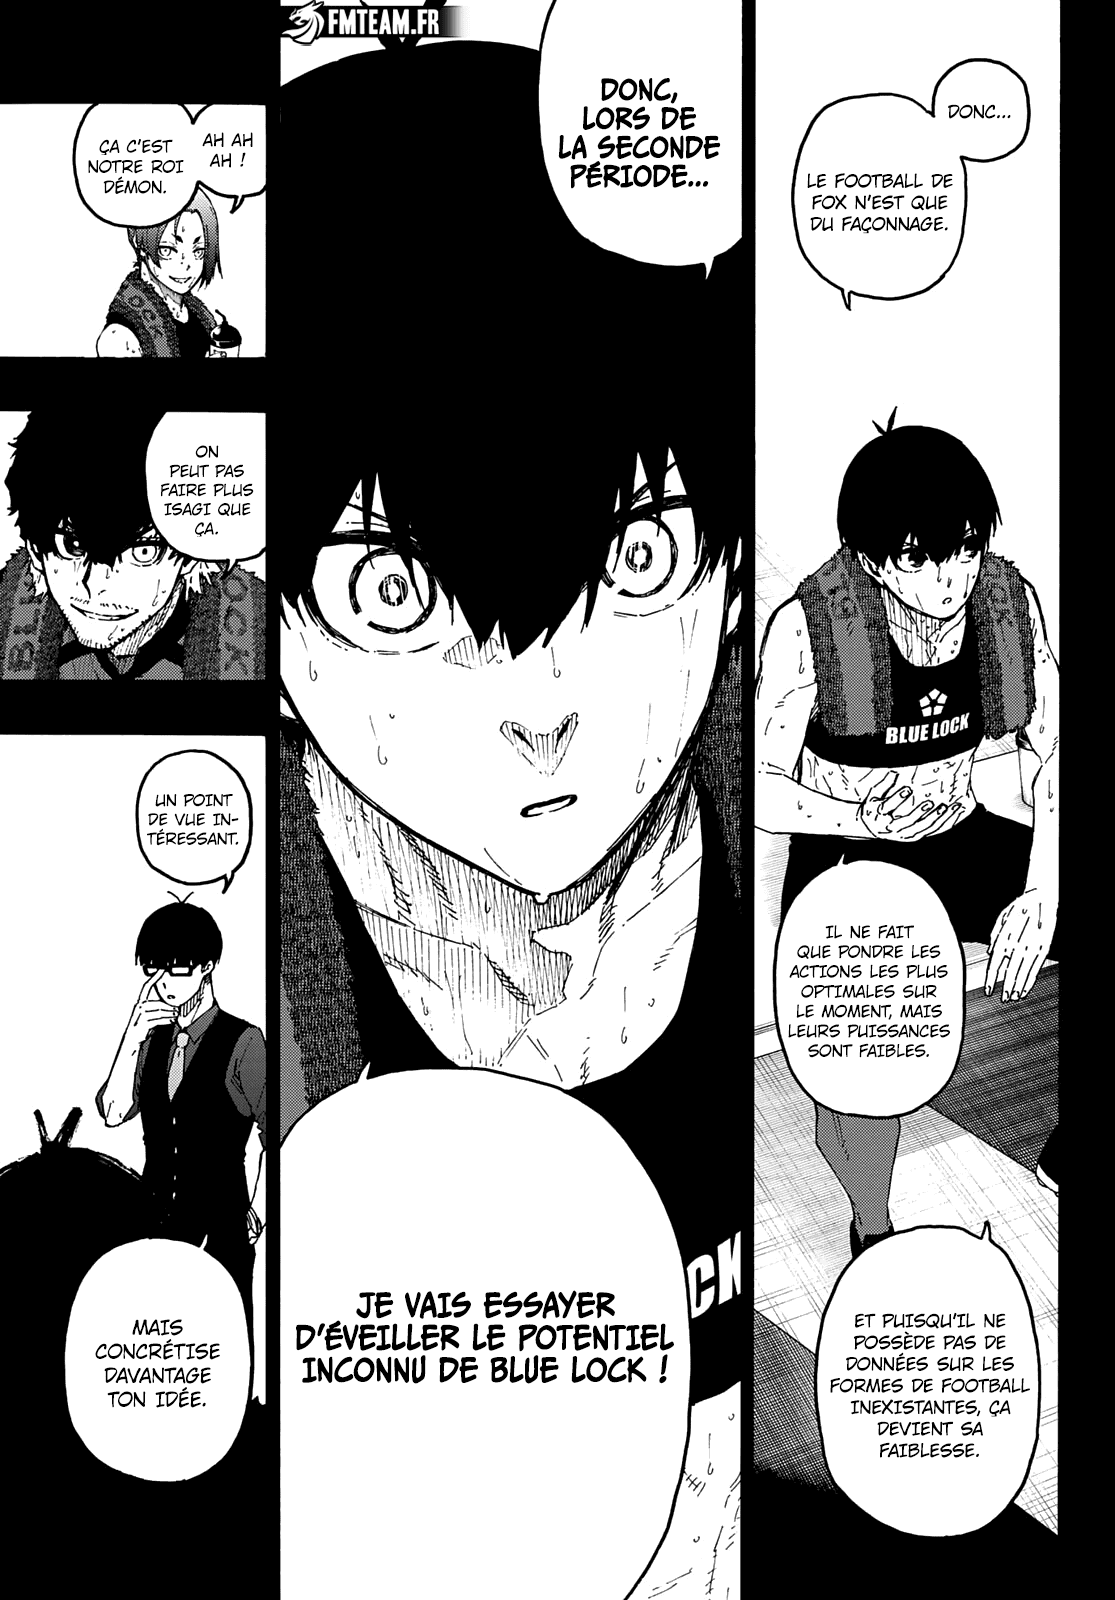 FMTEAM.FR
DONC...
LE FOOTBALL DE
FOX N'EST QUE
DU FAÇONNAGE.
BLUE LOCK
IL NE FAIT
QUE PONDRE LES
ACTIONS LES PLUS
OPTIMALES SUR
LE MOMENT, MAIS
LEURS PUISSANCES
SONT FAIBLES.
ET PUISQU'IL NE
POSSÈDE PAS DE
DONNÉES SUR LES
FORMES DE FOOTBALL
INEXISTANTES, ÇA
DEVIENT SA
FAIBLESSE.
DONC,
LORS DE
LA SECONDE
PÉRIODE...
JE VAIS ESSAYER
D'ÉVEILLER LE POTENTIEL
INCONNU DE BLUE LOCK !
CK
AH AH
AH !
ÇA C'EST
NOTRE ROI
DÉMON.
OCK
ON
PEUT PAS
FAIRE PLUS
ISAGI QUE
ÇA.
BLU
OCK
UN POINT
DE VUE IN-
TÉRESSANT.
MAIS
CONCRÉTISE
DAVANTAGE
TON IDÉE.